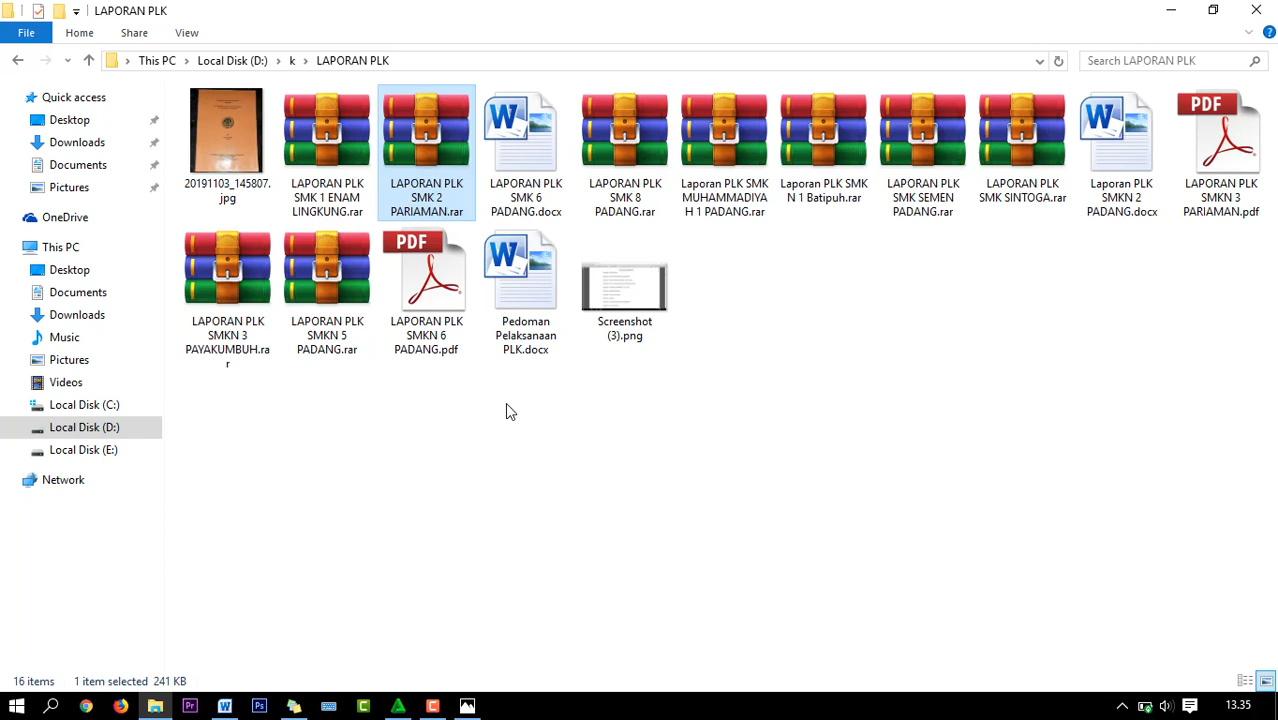 LAPORAN PLK
File
Home
Share
View
This PC
Local Disk (D:)
k
LAPORAN PLK
Search LAPORAN PLK
Quick access
Desktop
Downloads
Documents
Pictures
OneDrive
This PC
Desktop
Documents
Downloads
Music
Pictures
Videos
Local Disk (C:)
Local Disk (D:)
Local Disk (E:)
Network
20191103_145807.
jpg
LAPORAN PLK
SMK 1 ENAM
LINGKUNG.rar
LAPORAN PLK
SMK 2
PARIAMAN.rar
LAPORAN PLK
SMK 6
PADANG.docx
LAPORAN PLK
SMK 8
PADANG.rar
Laporan PLK SMK
MUHAMMADIYA
H 1 PADANG.rar
Laporan PLK SMK
N 1 Batipuh.rar
LAPORAN PLK
SMK SEMEN
PADANG.rar
LAPORAN PLK
SMK SINTOGA.rar
Laporan PLK
SMKN 2
PADANG.docx
PDF
LAPORAN PLK
SMKN 3
PARIAMAN.pdf
LAPORAN PLK
SMKN 3
PAYAKUMBUH.ra
r
LAPORAN PLK
SMKN 5
PADANG.rar
PDF
LAPORAN PLK
SMKN 6
PADANG.pdf
Pedoman
Pelaksanaan
PLK.docx
Screenshot
(3).png
16 items
1 item selected 241 KB
13.35